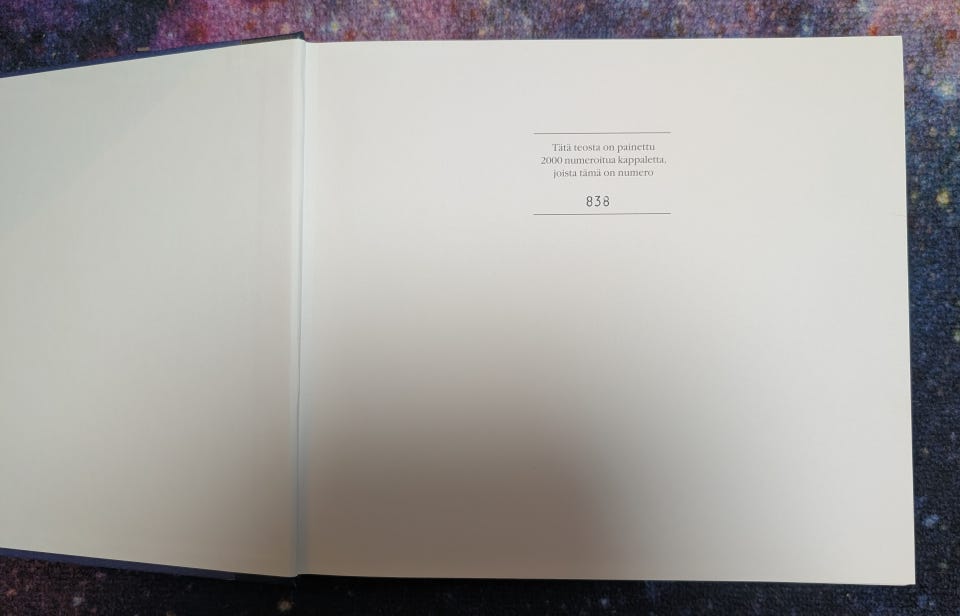 Tätä teosta on painettu
2000 numeroitua kappaletta,
joista tämä on numero
838